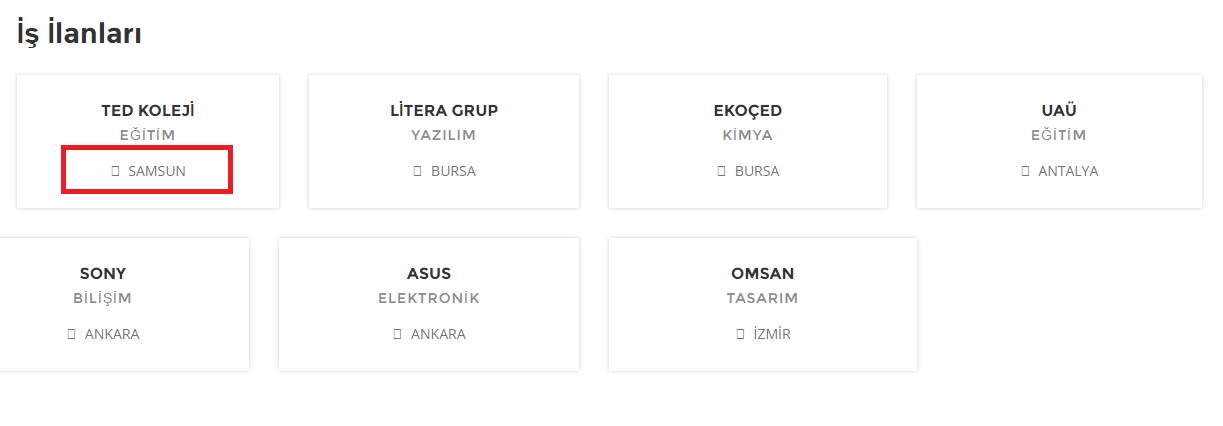 İş İlanları
TED KOLEJİ
EĞİTİM
SAMSUN
LİTERA GRUP
YAZILIM
BURSA
EKOÇED
KİMYA
BURSA
UAÜ
EĞİTİM
ANTALYA
SONY
BİLİŞİM
ANKARA
ASUS
ELEKTRONİK
ANKARA
OMSAN
TASARIM
İZMİR